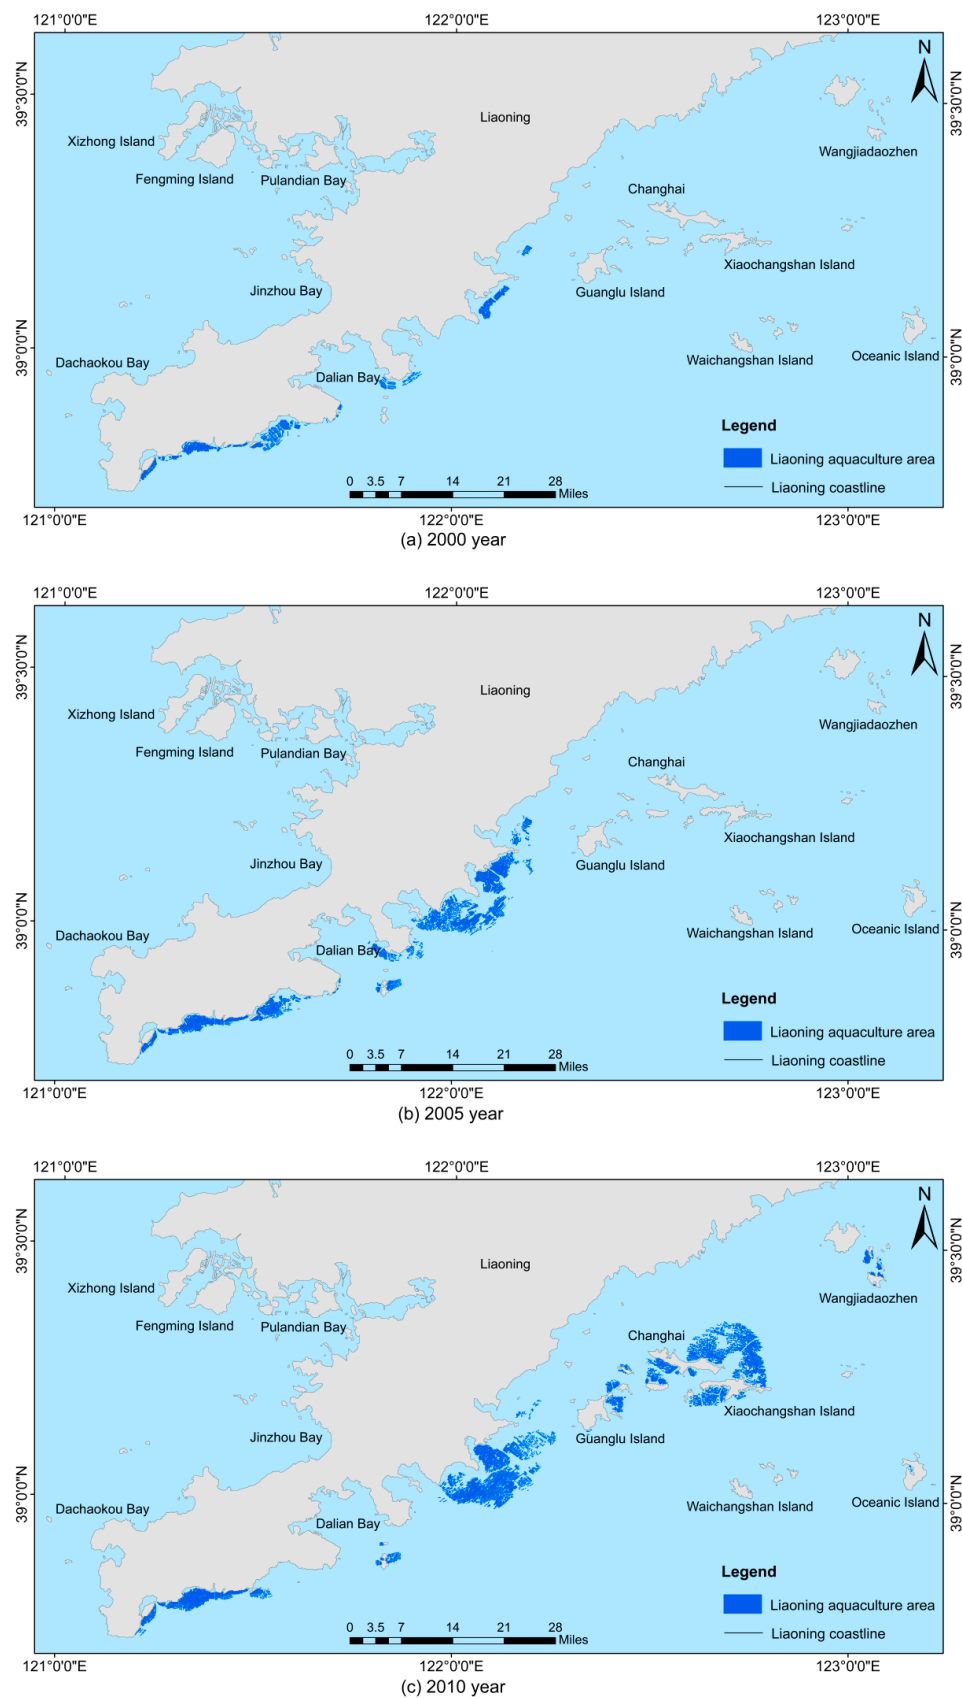 121°0'0"E 122°0'0"E 123°0'0"E
N
39°30'0"N
39°30'0"N
Liaoning
Xizhong Island
Wangjiadaozhen
Fengming Island
Pulandian Bay
Changhai
Xiaochangshan Island
Jinzhou Bay
Guanglu Island
39°0'0"N
39°0'0"N
Dachaokou Bay
Waichangshan Island
Oceanic Island
Dalian Bay
Legend
Liaoning aquaculture area
Liaoning coastline
0 3.5 7 14 21 28
Miles
121°0'0"E 122°0'0"E 123°0'0"E
(a) 2000 year
121°0'0"E 122°0'0"E 123°0'0"E
N
39°30'0"N
39°30'0"N
Liaoning
Xizhong Island
Wangjiadaozhen
Fengming Island
Pulandian Bay
Changhai
Xiaochangshan Island
Jinzhou Bay
Guanglu Island
39°0'0"N
39°0'0"N
Dachaokou Bay
Waichangshan Island
Oceanic Island
Dalian Bay
Legend
Liaoning aquaculture area
Liaoning coastline
0 3.5 7 14 21 28
Miles
121°0'0"E 122°0'0"E 123°0'0"E
(b) 2005 year
121°0'0"E 122°0'0"E 123°0'0"E
N
39°30'0"N
39°30'0"N
Liaoning
Xizhong Island
Wangjiadaozhen
Fengming Island
Pulandian Bay
Changhai
Xiaochangshan Island
Jinzhou Bay
Guanglu Island
39°0'0"N
39°0'0"N
Dachaokou Bay
Waichangshan Island
Oceanic Island
Dalian Bay
Legend
Liaoning aquaculture area
Liaoning coastline
0 3.5 7 14 21 28
Miles
121°0'0"E 122°0'0"E 123°0'0"E
(c) 2010 year